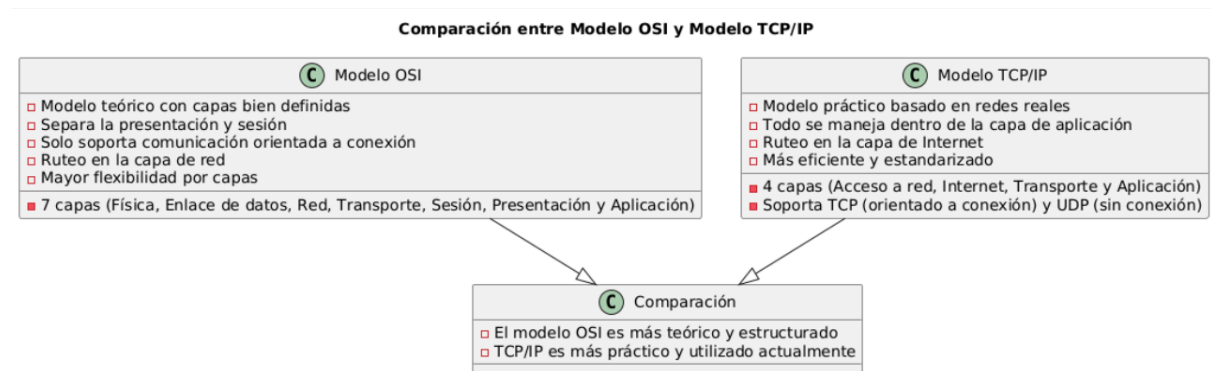 Comparación entre Modelo OSI y Modelo TCP/IP
C Modelo OSI
Modelo teórico con capas bien definidas
Separa la presentación y sesión
Solo soporta comunicación orientada a conexión
Ruteo en la capa de red
Mayor flexibilidad por capas
7 capas (Física, Enlace de datos, Red, Transporte, Sesión, Presentación y Aplicación)
C Modelo TCP/IP
Modelo práctico basado en redes reales
Todo se maneja dentro de la capa de aplicación
Ruteo en la capa de Internet
Más eficiente y estandarizado
4 capas (Acceso a red, Internet, Transporte y Aplicación)
Soporta TCP (orientado a conexión) y UDP (sin conexión)
C Comparación
El modelo OSI es más teórico y estructurado
TCP/IP es más práctico y utilizado actualmente